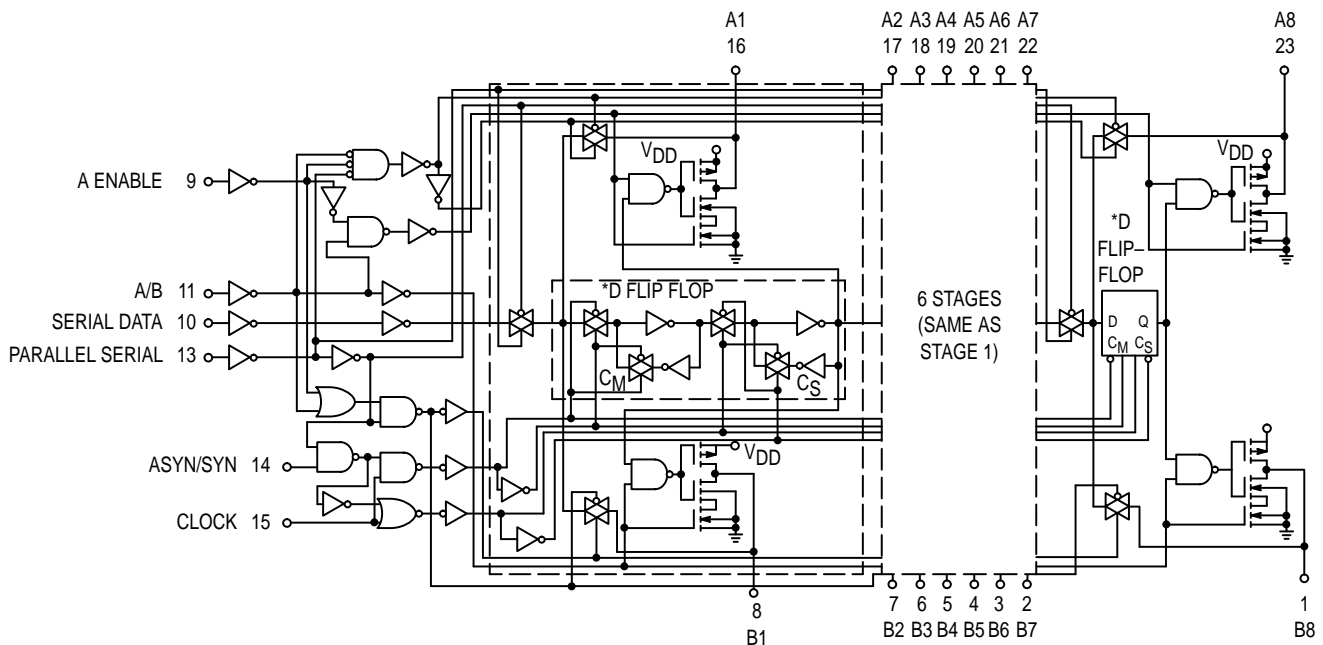 A1
16
A2 A3 A4 A5 A6 A7
17 18 19 20 21 22
A8
23
VDD
VDD
A ENABLE 9
*D
FLIP–
FLOP
A/B 11
*D FLIP FLOP
6 STAGES
(SAME AS
STAGE 1)
SERIAL DATA 10
D Q
PARALLEL SERIAL 13
CM CS
CM
CS
ASYN/SYN 14
VDD
CLOCK 15
8
B1
7 6 5 4 3 2
B2 B3 B4 B5 B6 B7
1
B8